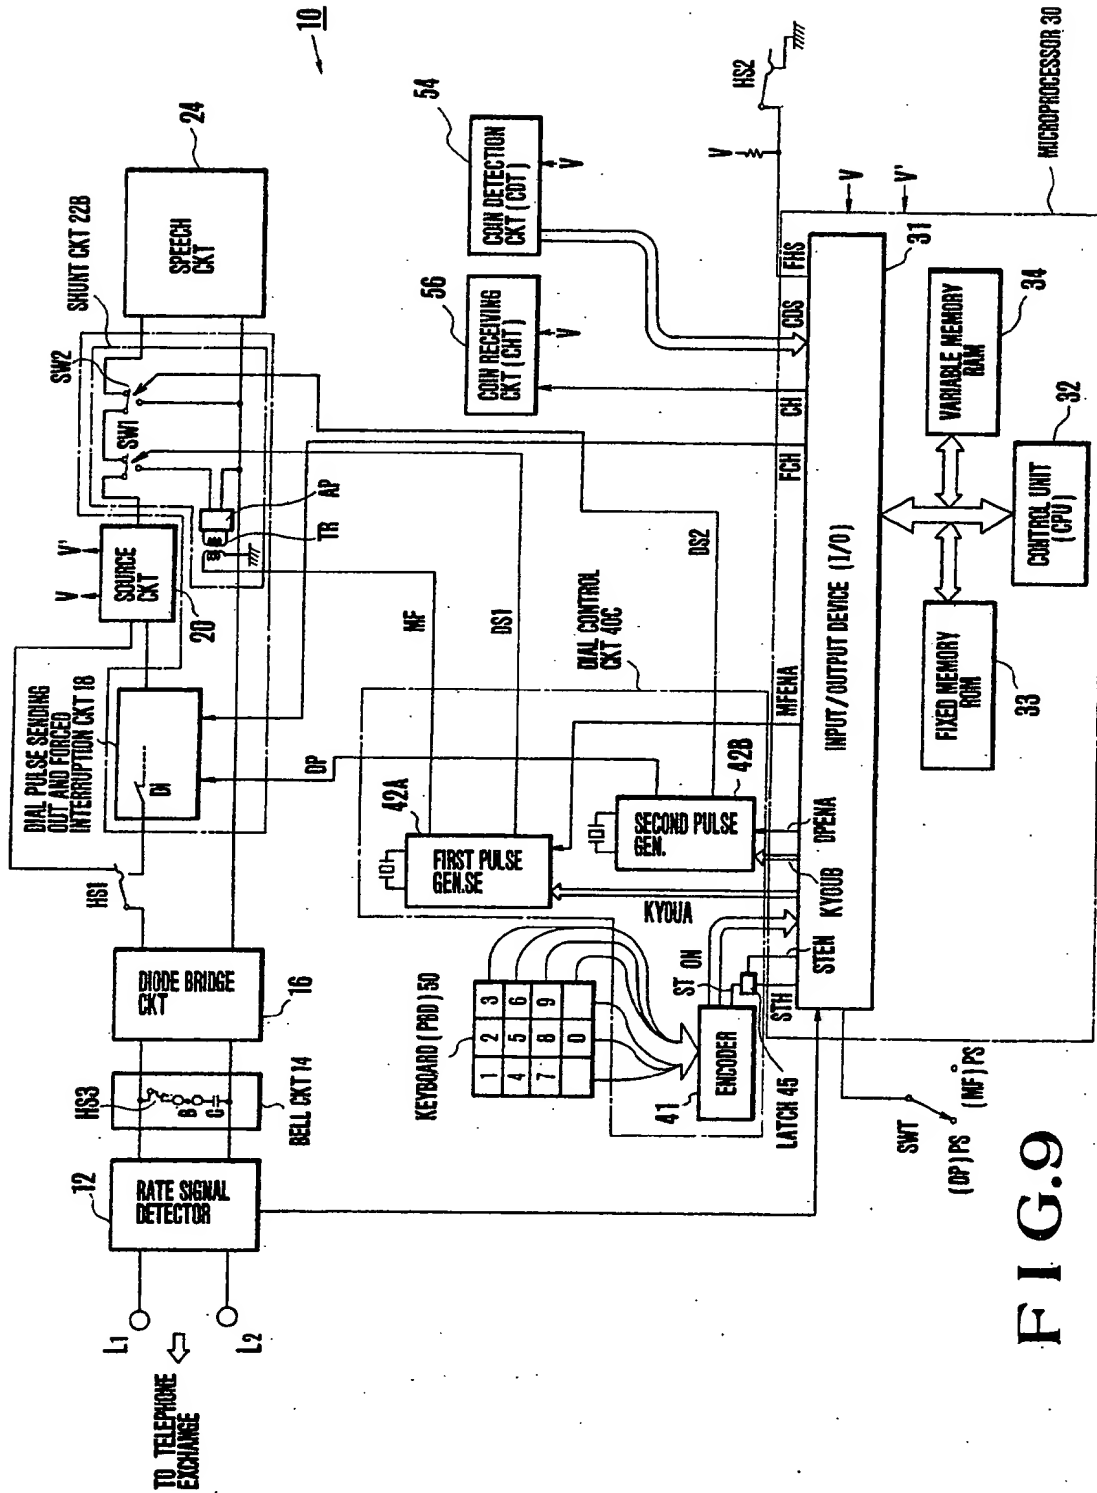 10
TO TELEPHONE
EXCHANGE
L1
L2
12
RATE SIGNAL
DETECTOR
HS3
B
C
BELL CKT 14
DIODE BRIDGE
CKT
16
HS1
DIAL PULSE SENDING
OUT AND FORCED
INTERRUPTION CKT 18
DI
20
SOURCE
CKT
V
V'
SW1
SW2
SHUNT CKT 22B
SPEECH
CKT
24
AP
TR
MF
DS1
DP
42A
FIRST PULSE
GEN.SE
DIAL CONTROL
CKT 40C
SECOND PULSE
GEN.
42B
DS2
KEYBOARD (PBD) 50
1 2 3
4 5 6
7 8 9
0
41
ENCODER
ST
ON
LATCH 45
STH
STEN
KYOUA
KYOUB
DPENA
MFENA
FCH
CH
CDS
FHS
56
COIN RECEIVING
CKT (CHT)
V
54
COIN DETECTION
CKT (CDT)
V
V
HS2
INPUT/OUTPUT DEVICE (I/O)
31
V
V'
MICROPROCESSOR 30
FIXED MEMORY
ROM
33
VARIABLE MEMORY
RAM
34
CONTROL UNIT
(CPU)
32
SWT
(DP)PS
(MF)PS
FIG.9